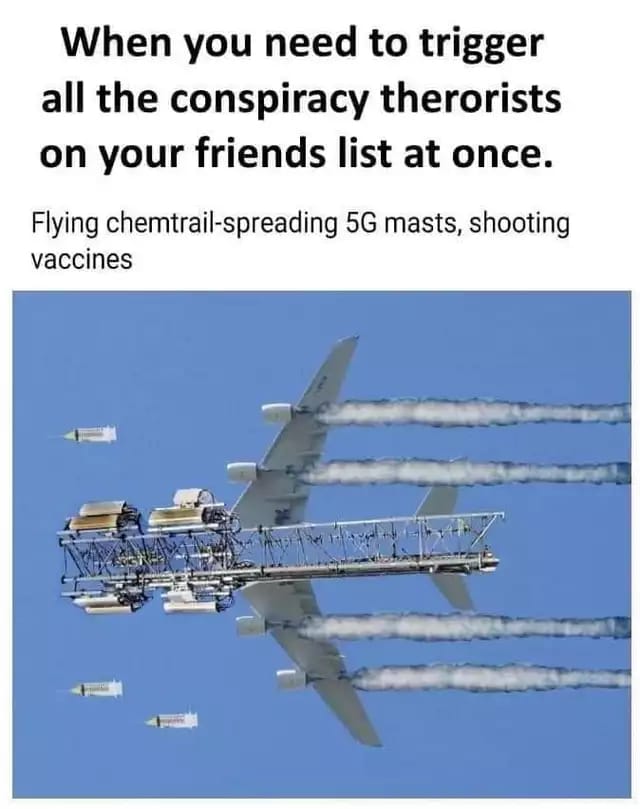 When you need to trigger
all the conspiracy therorists
on your friends list at once.
Flying chemtrail-spreading 5G masts, shooting
vaccines